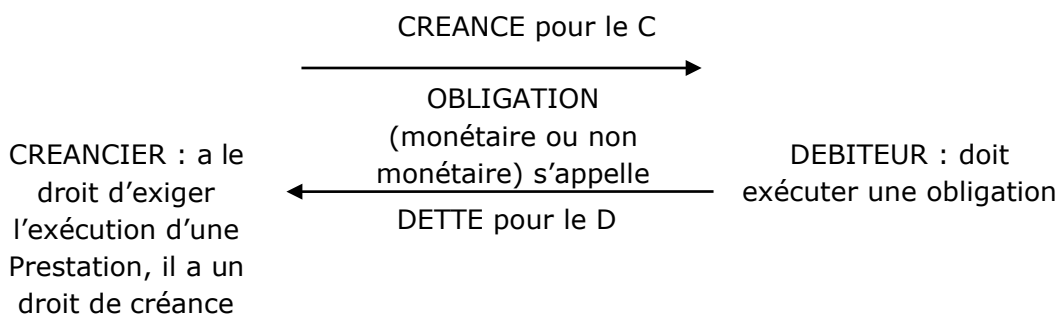 CREANCE pour le C
OBLIGATION
(monétaire ou non
monétaire) s’appelle
DETTE pour le D
CREANCIER : a le
droit d’exiger
l’exécution d’une
Prestation, il a un
droit de créance
DEBITEUR : doit
exécuter une obligation